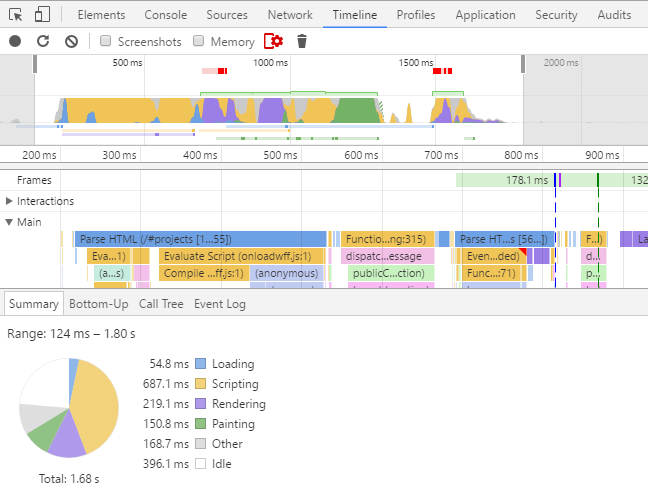 Elements Console Sources Network Timeline Profiles Application Security Audits
Screenshots Memory
500 ms 1000 ms 1500 ms 2000 ms
200 ms 300 ms 400 ms 500 ms 600 ms 700 ms 800 ms 900 ms
Frames 178.1 ms 132
Interactions
Main
Parse HTML (/#projects [1...55]) Functio...ng:315) Parse HT...s [56...]) F...) La
Eva...1) Evaluate Script (onloadwff.js:1) dispatc...essage Even...ded) d...
(a...s) Compile ...ff.js:1) (anonymous) publicC...ction) Func...:71) p...
Summary Bottom-Up Call Tree Event Log
Range: 124 ms – 1.80 s
54.8 ms Loading
687.1 ms Scripting
219.1 ms Rendering
150.8 ms Painting
168.7 ms Other
396.1 ms Idle
Total: 1.68 s